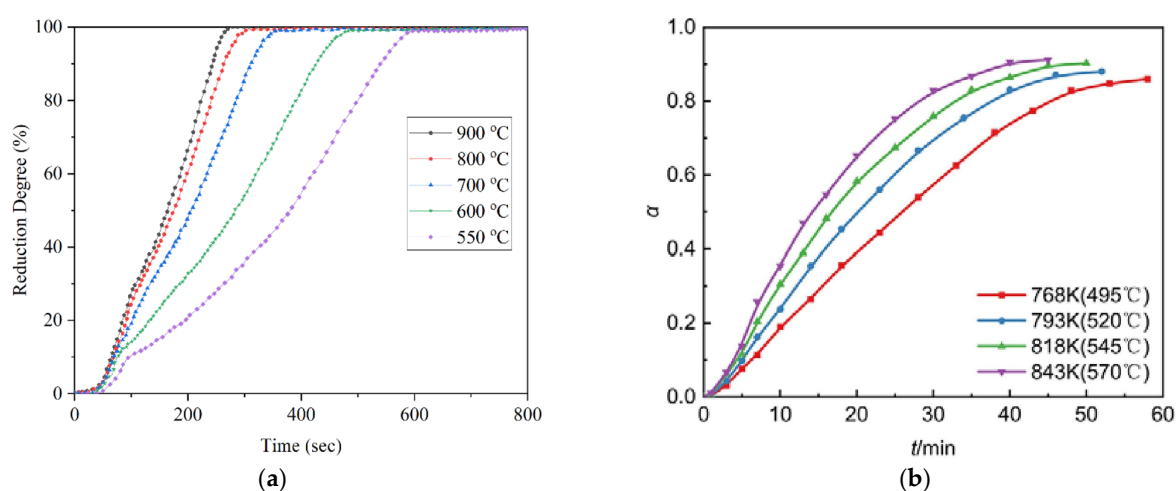 100
80
60
40
20
0
Reduction Degree (%)
900 °C
800 °C
700 °C
600 °C
550 °C
0 200 400 600 800
Time (sec)
(a)
1.0
0.8
0.6
0.4
0.2
0.0
α
768K(495℃)
793K(520℃)
818K(545℃)
843K(570℃)
0 10 20 30 40 50 60
t/min
(b)